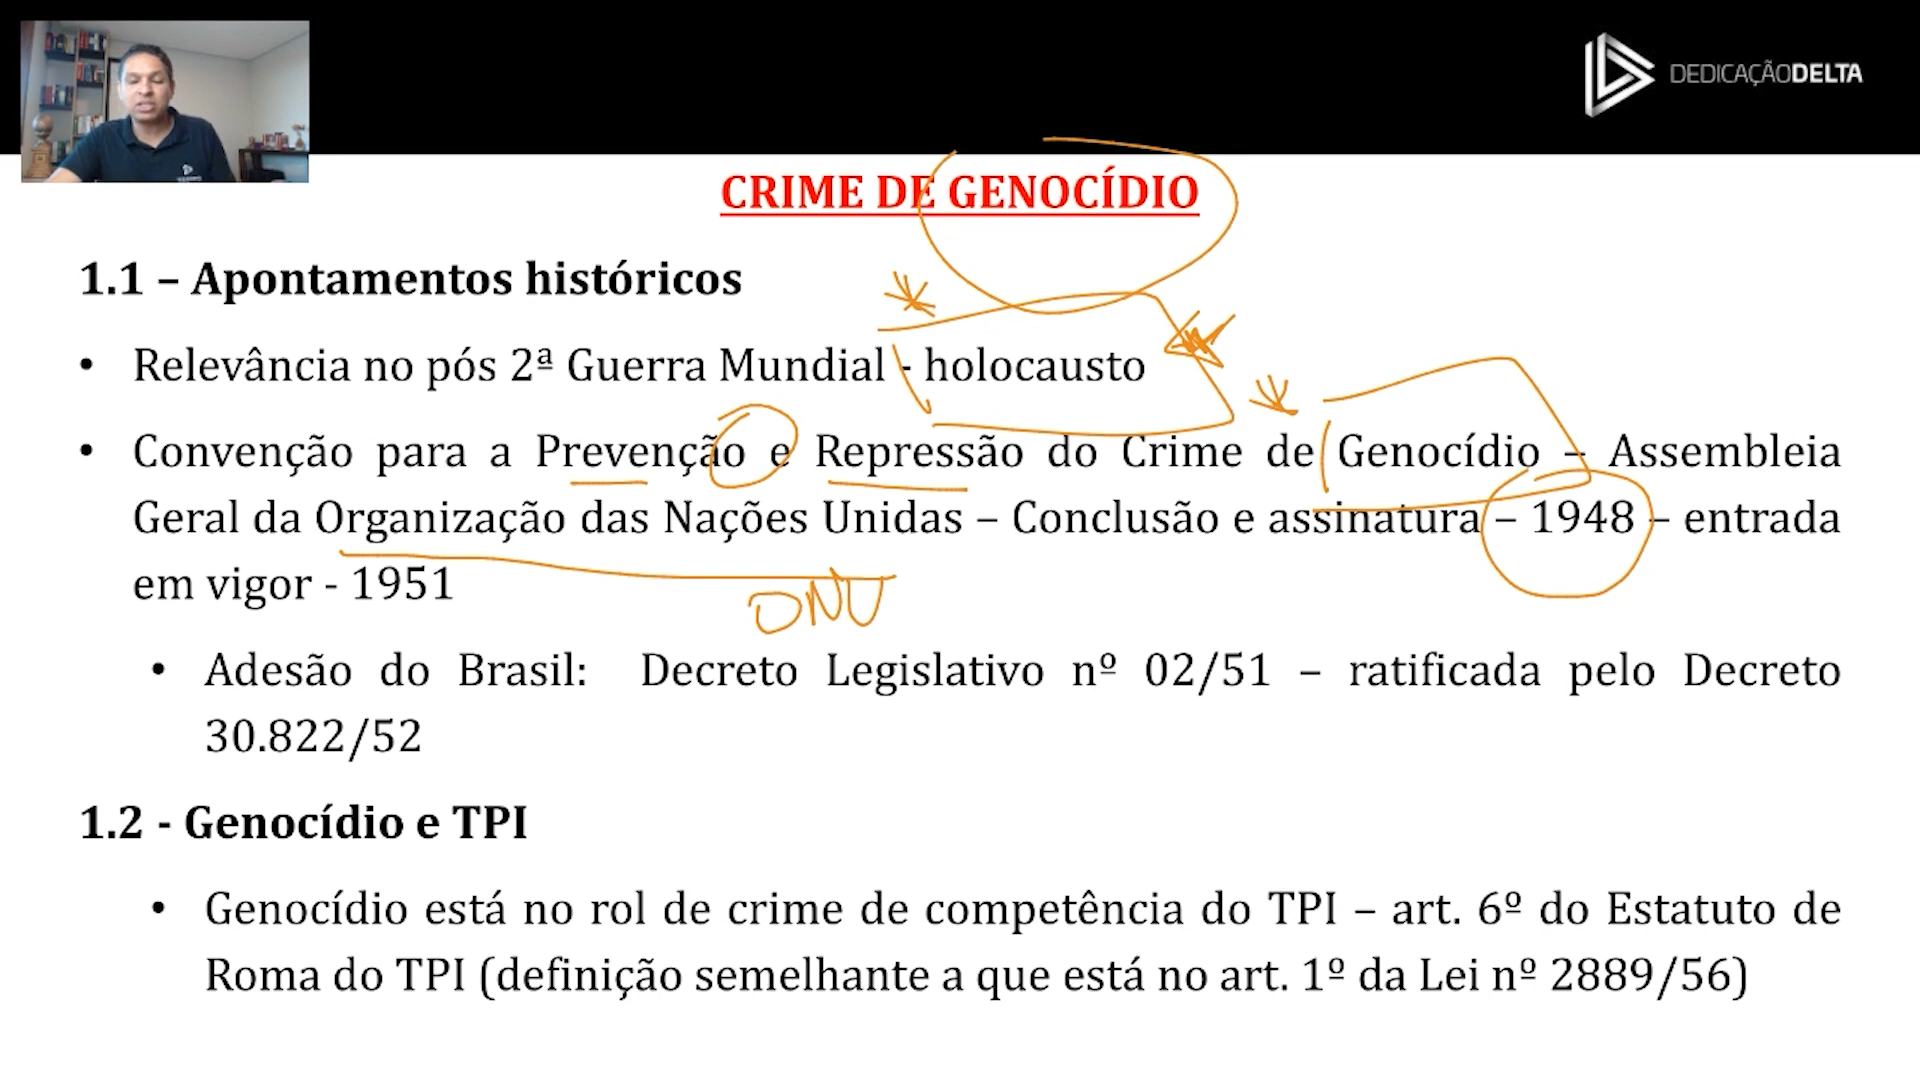 DEDICAÇÃODELTA
CRIME DE GENOCÍDIO
1.1 – Apontamentos históricos
• Relevância no pós 2ª Guerra Mundial - holocausto
• Convenção para a Prevenção e Repressão do Crime de Genocídio – Assembleia
Geral da Organização das Nações Unidas – Conclusão e assinatura – 1948 – entrada
em vigor - 1951
ONU
• Adesão do Brasil: Decreto Legislativo nº 02/51 – ratificada pelo Decreto
30.822/52
1.2 - Genocídio e TPI
• Genocídio está no rol de crime de competência do TPI – art. 6º do Estatuto de
Roma do TPI (definição semelhante a que está no art. 1º da Lei nº 2889/56)